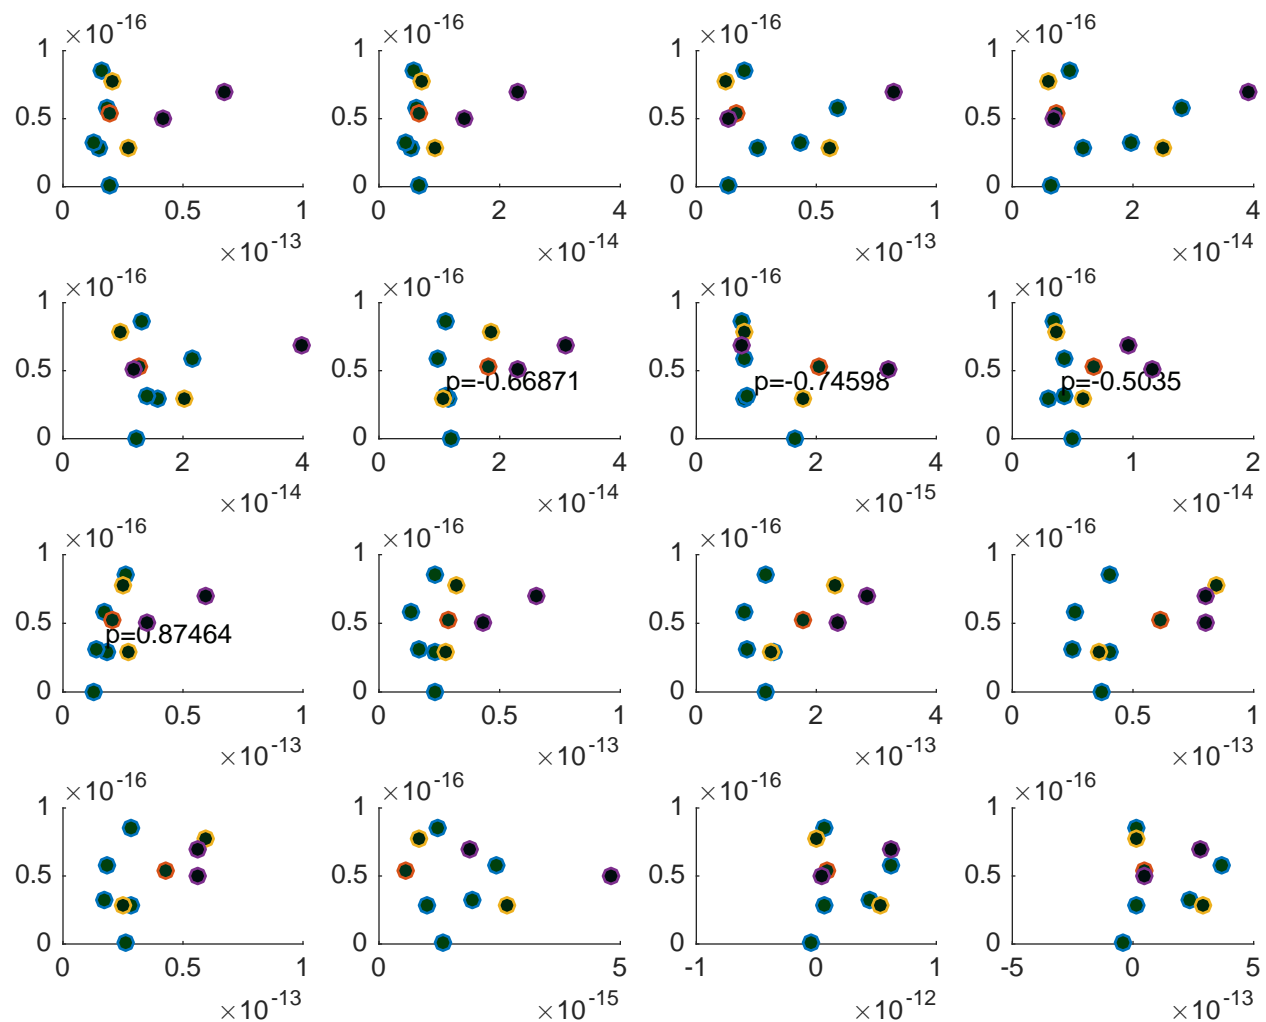 ×10-16 ×10-16 ×10-16 ×10-16
1 1 1 1
0.5 0.5 0.5 0.5
0 0 0 0
0 0.5 1 0 2 4 0 0.5 1 0 2 4
×10-13 ×10-14 ×10-13 ×10-14
×10-16 ×10-16 ×10-16 ×10-16
1 1 1 1
0.5 0.5 0.5 0.5
p=-0.66871 p=-0.74598 p=-0.5035
0 0 0 0
0 2 4 0 2 4 0 2 4 0 1 2
×10-14 ×10-14 ×10-15 ×10-14
×10-16 ×10-16 ×10-16 ×10-16
1 1 1 1
0.5 0.5 0.5 0.5
p=0.87464
0 0 0 0
0 0.5 1 0 0.5 1 0 2 4 0 0.5 1
×10-13 ×10-13 ×10-13 ×10-13
×10-16 ×10-16 ×10-16 ×10-16
1 1 1 1
0.5 0.5 0.5 0.5
0 0 0 0
0 0.5 1 0 5 -1 0 1 -5 0 5
×10-13 ×10-15 ×10-12 ×10-13